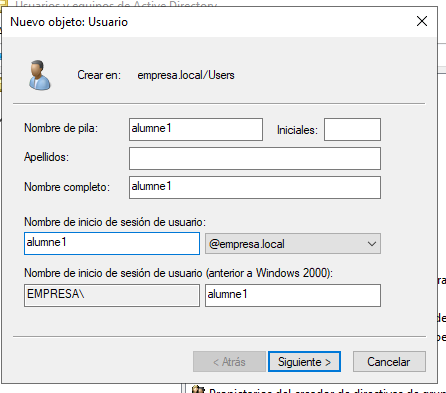 Usuarios y equipos de Active Directory
Nuevo objeto: Usuario
Crear en: empresa.local/Users
Nombre de pila: alumne1 Iniciales:
Apellidos:
Nombre completo: alumne1
Nombre de inicio de sesión de usuario:
alumne1 @empresa.local
Nombre de inicio de sesión de usuario (anterior a Windows 2000):
EMPRESA\ alumne1
< Atrás Siguiente > Cancelar
Propietarios del creador de directivas de